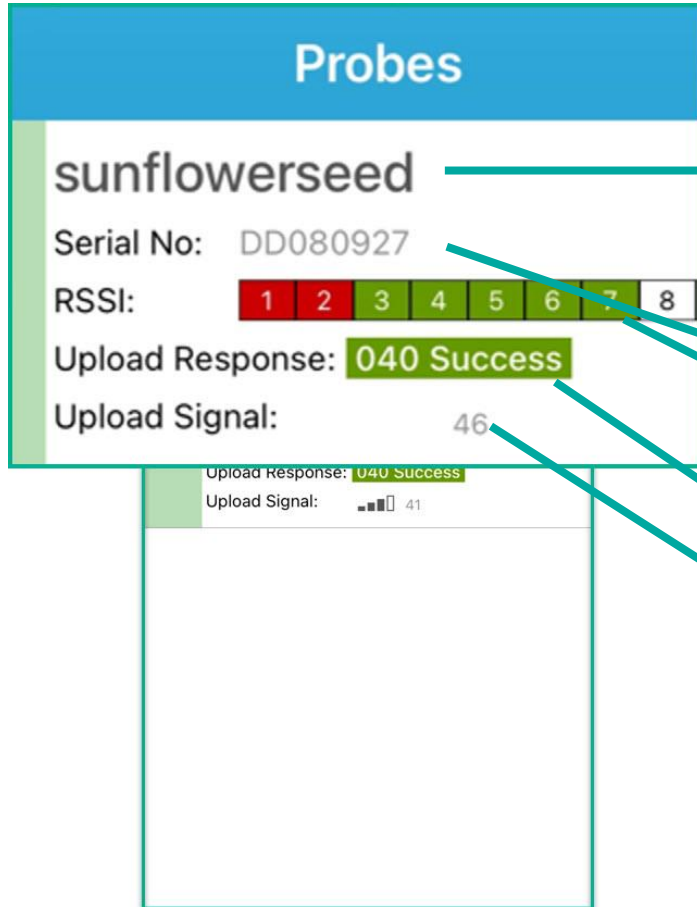 Probes
sunflowerseed
Serial No: DD080927
RSSI: 1 2 3 4 5 6 7 8
Upload Response: 040 Success
Upload Signal: 46
Upload Response: 040 Success
Upload Signal: 41